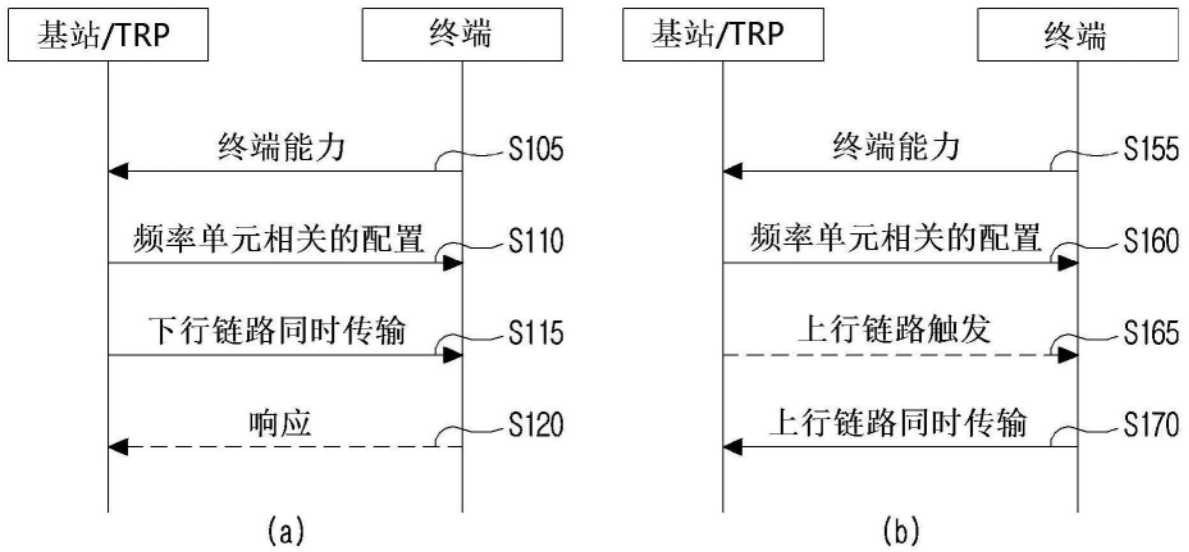 基站/TRP
终端
终端能力
S105
频率单元相关的配置
S110
下行链路同时传输
S115
响应
S120
(a)
基站/TRP
终端
终端能力
S155
频率单元相关的配置
S160
上行链路触发
S165
上行链路同时传输
S170
(b)